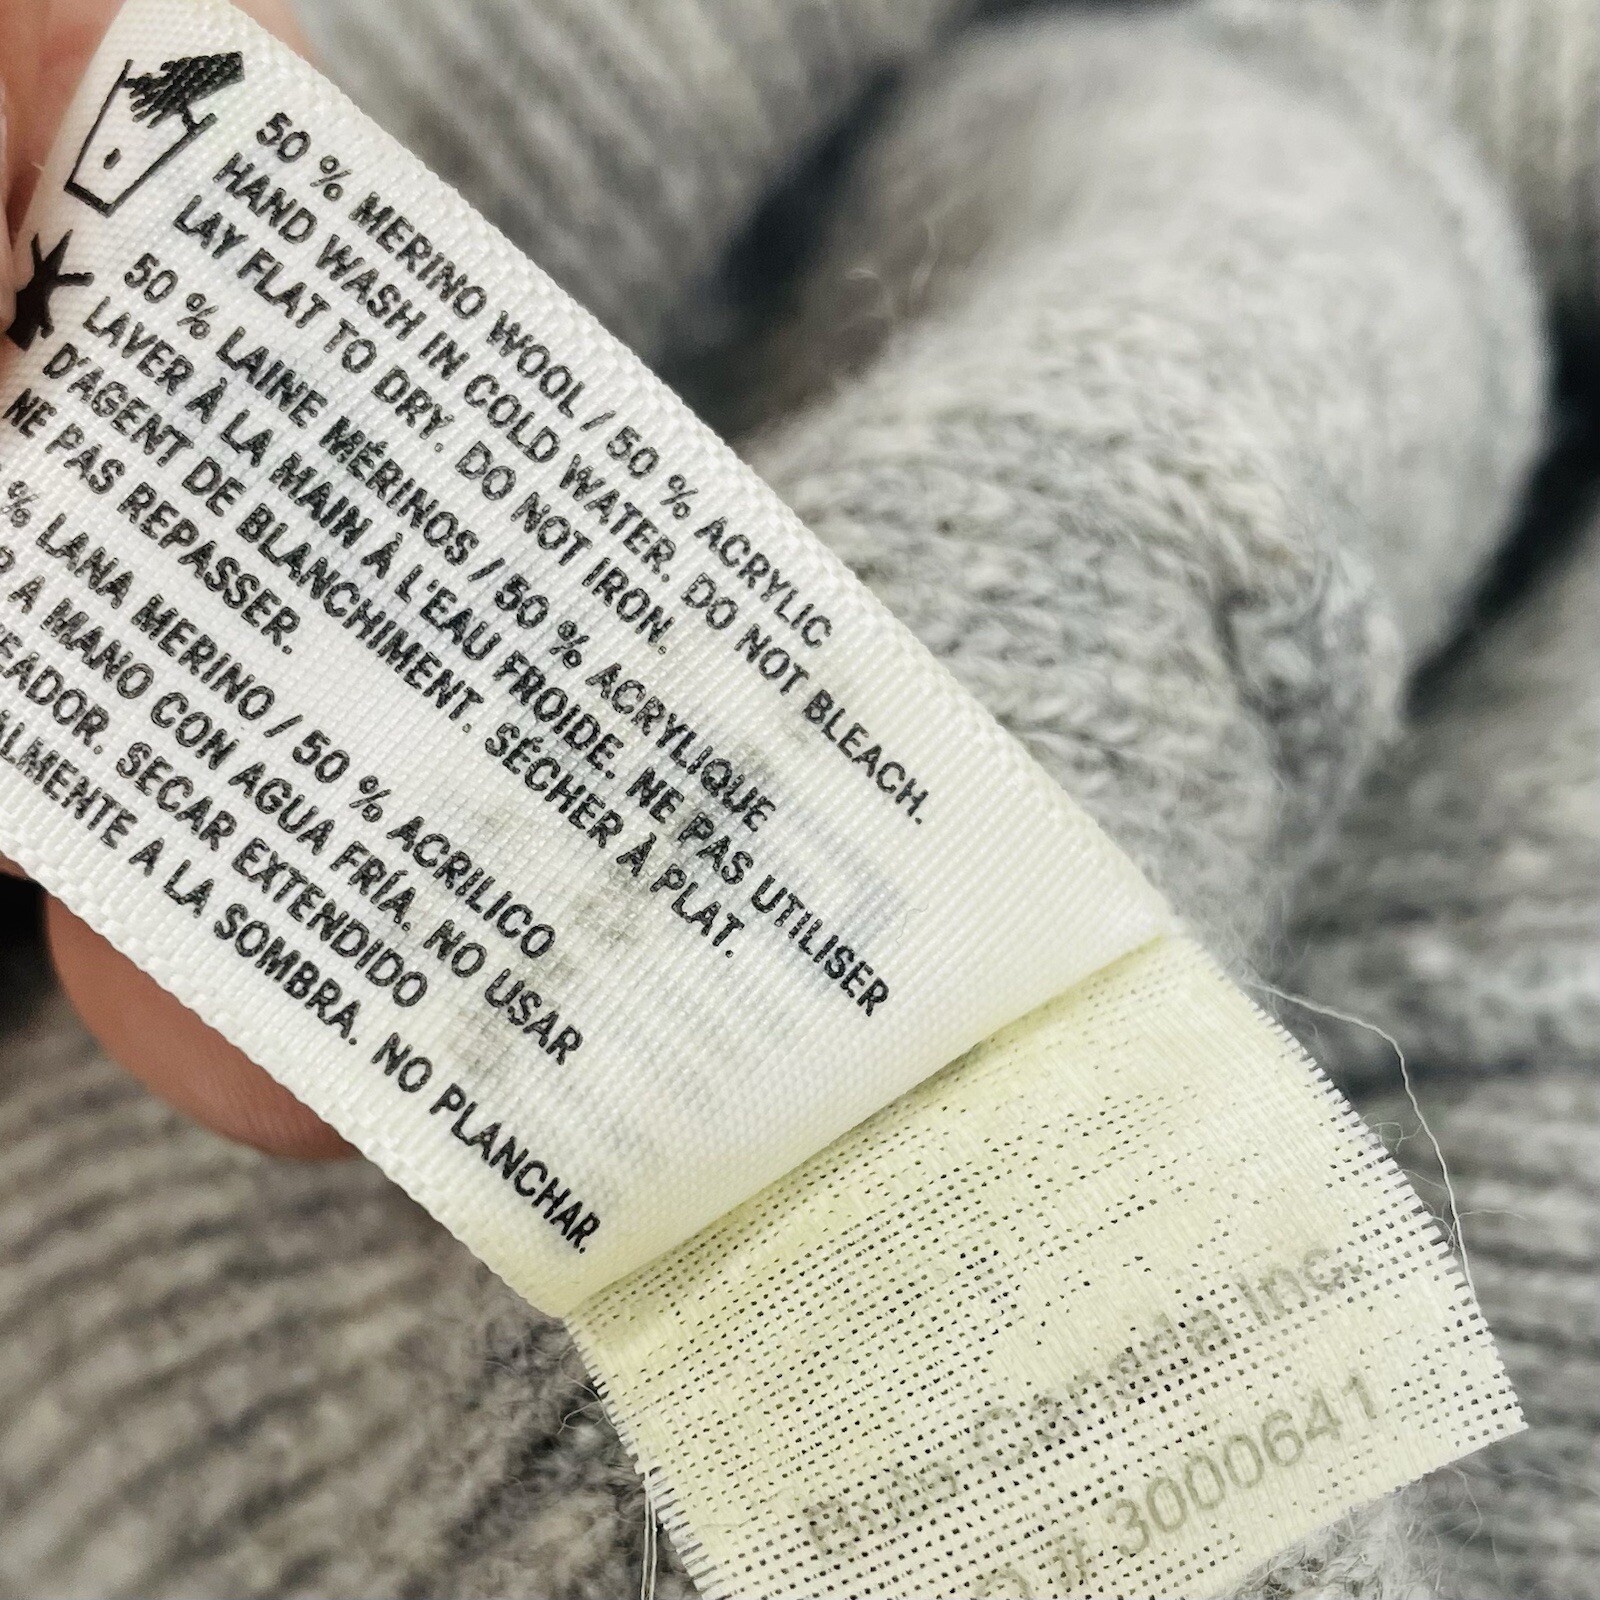 50 % MERINO WOOL / 50 % ACRYLIC
HAND WASH IN COLD WATER. DO NOT BLEACH.
LAY FLAT TO DRY. DO NOT IRON.
50 % LAINE MÉRINOS / 50 % ACRYLIQUE
LAVER À LA MAIN À L'EAU FROIDE. NE PAS UTILISER
D'AGENT DE BLANCHIMENT. SÉCHER À PLAT.
NE PAS REPASSER.
% LANA MERINO / 50 % ACRILICO
A MANO CON AGUA FRÍA. NO USAR
SECAR EXTENDIDO
A LA SOMBRA. NO PLANCHAR.
Canada Inc.
# 3000641